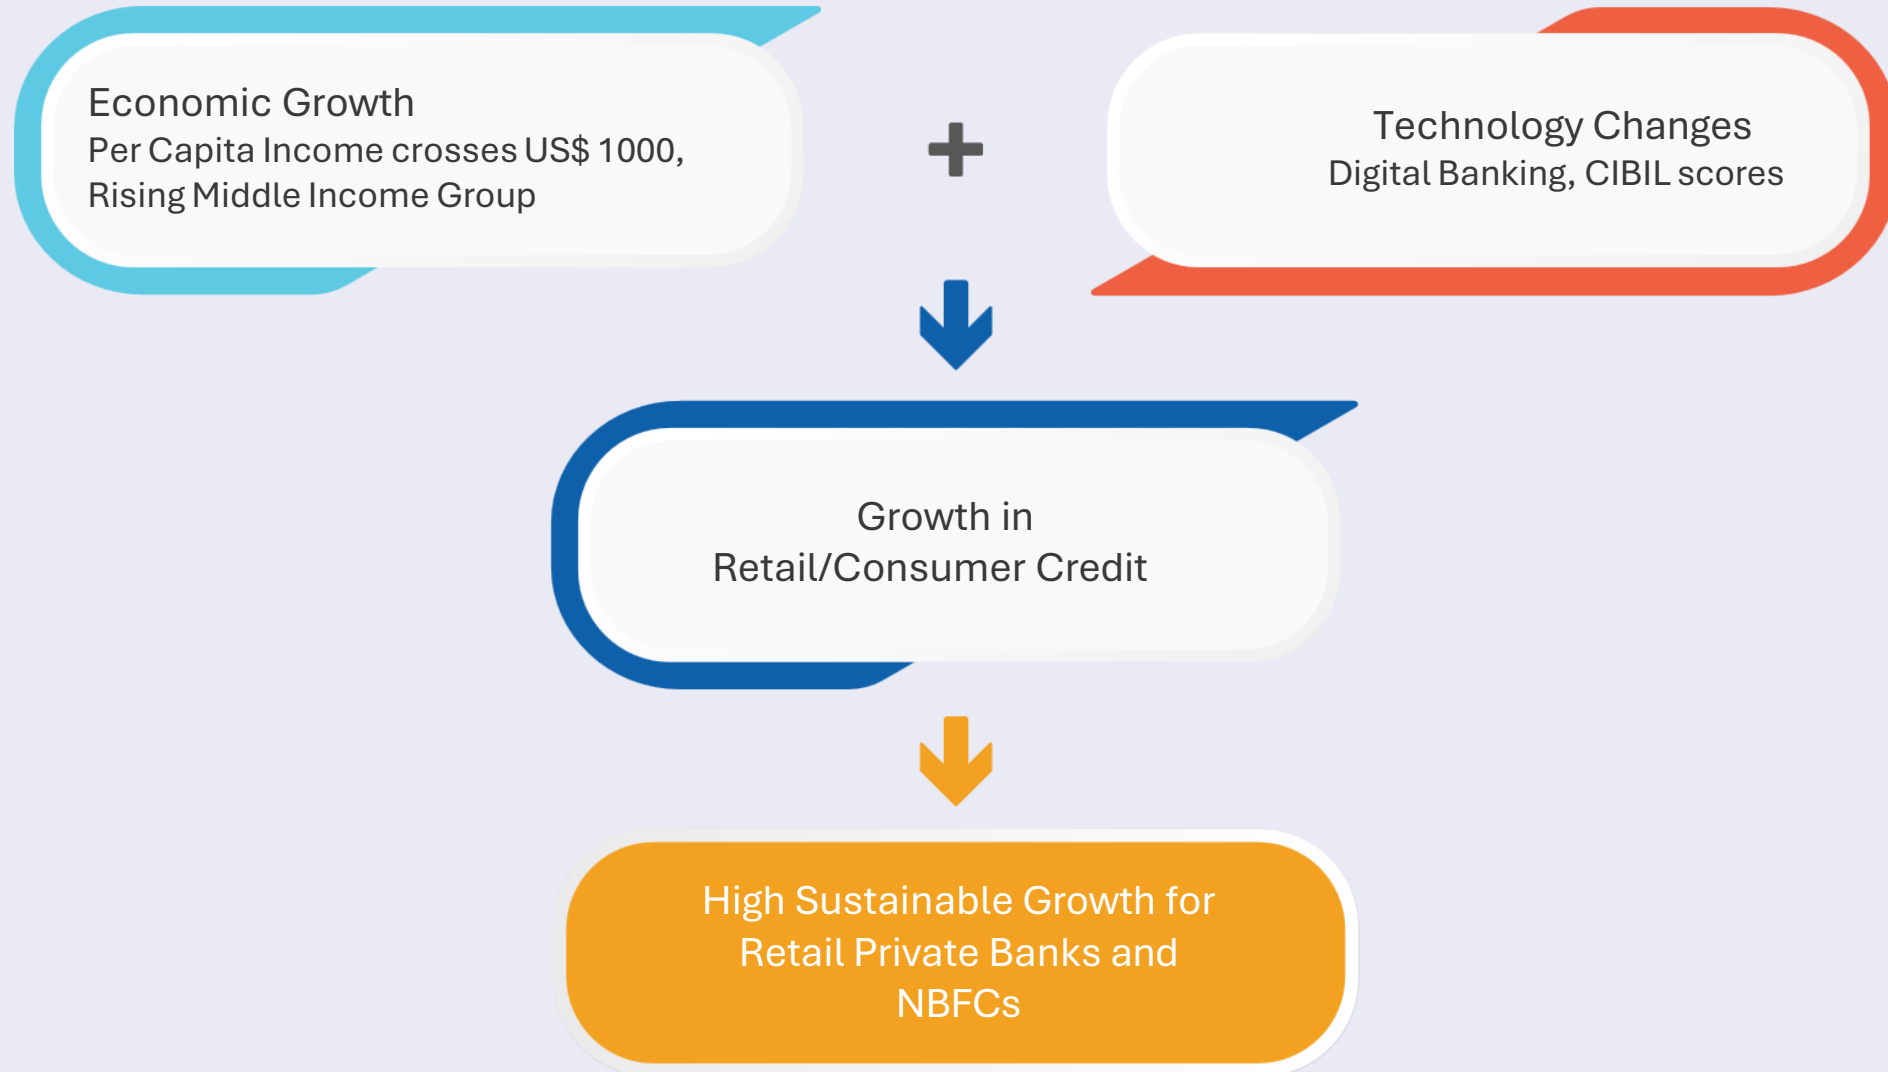 Economic Growth
Per Capita Income crosses US$ 1000,
Rising Middle Income Group
Technology Changes
Digital Banking, CIBIL scores
Growth in
Retail/Consumer Credit
High Sustainable Growth for
Retail Private Banks and
NBFCs